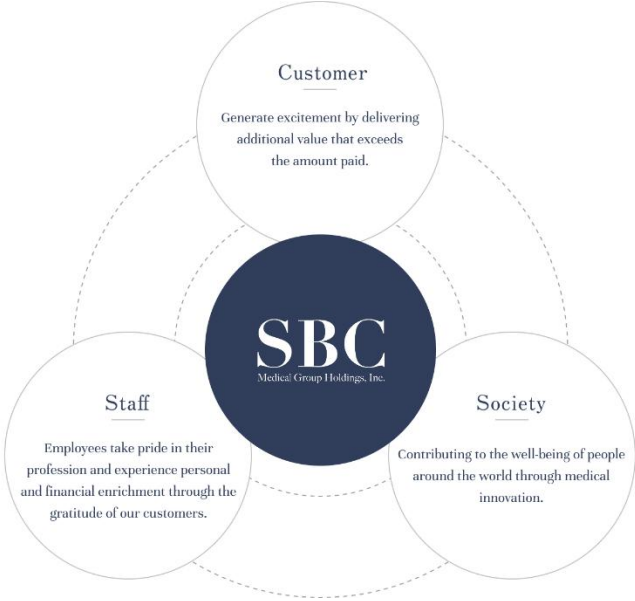 Customer
Generate excitement by delivering
additional value that exceeds
the amount paid.
SBC
Medical Group Holdings, Inc.
Staff
Employees take pride in their
profession and experience personal
and financial enrichment through the
gratitude of our customers.
Society
Contributing to the well-being of people
around the world through medical
innovation.